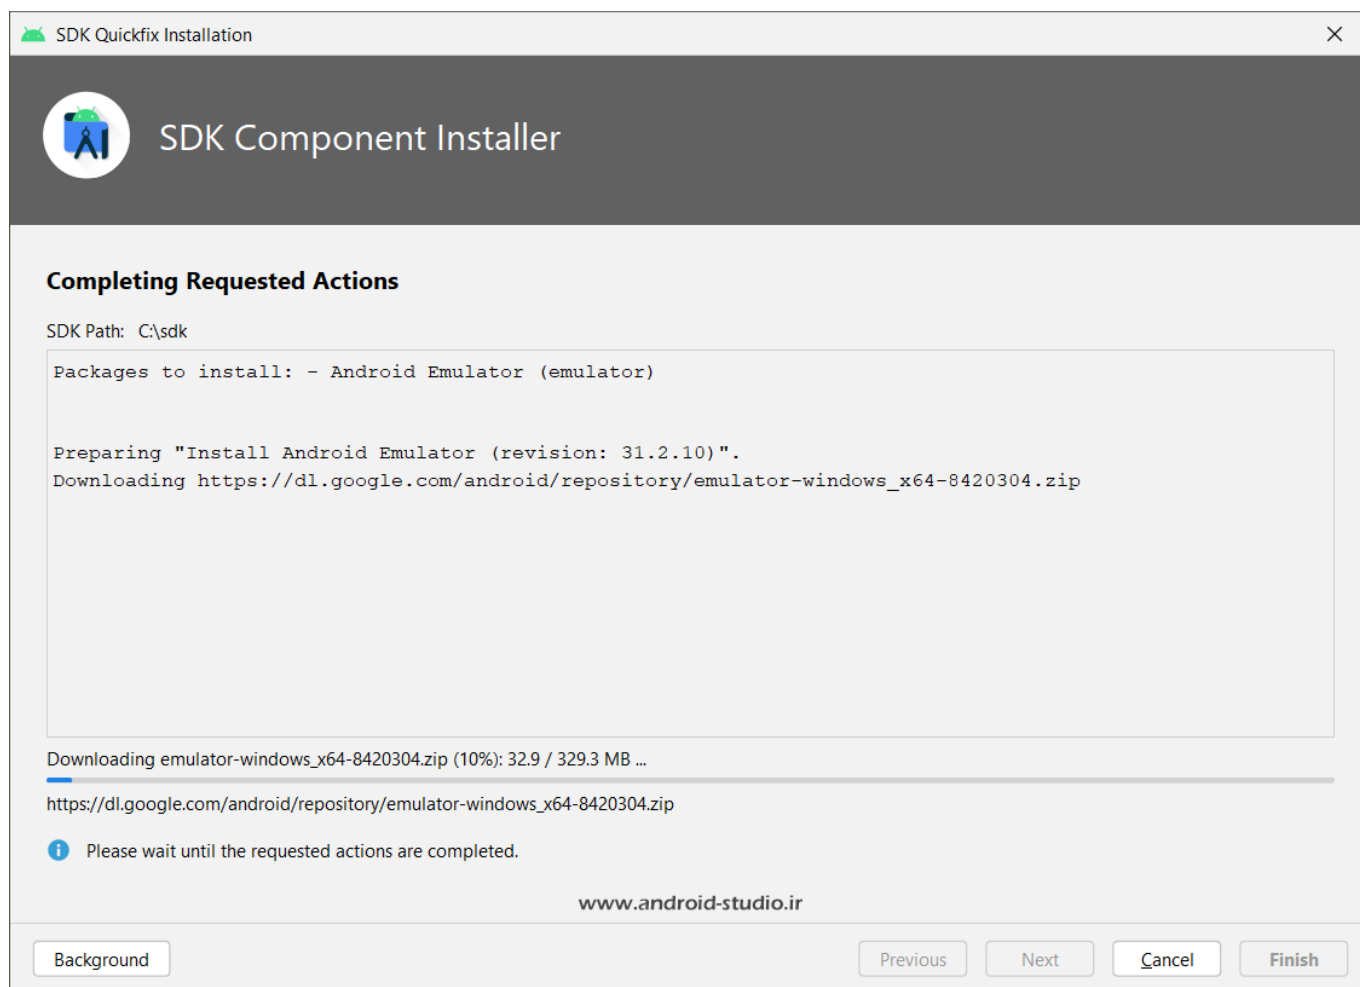 SDK Quickfix Installation
SDK Component Installer
Completing Requested Actions
SDK Path: C:\sdk
Packages to install: - Android Emulator (emulator)
Preparing "Install Android Emulator (revision: 31.2.10)".
Downloading https://dl.google.com/android/repository/emulator-windows_x64-8420304.zip
Downloading emulator-windows_x64-8420304.zip (10%): 32.9 / 329.3 MB ...
https://dl.google.com/android/repository/emulator-windows_x64-8420304.zip
Please wait until the requested actions are completed.
www.android-studio.ir
Background Previous Next Cancel Finish